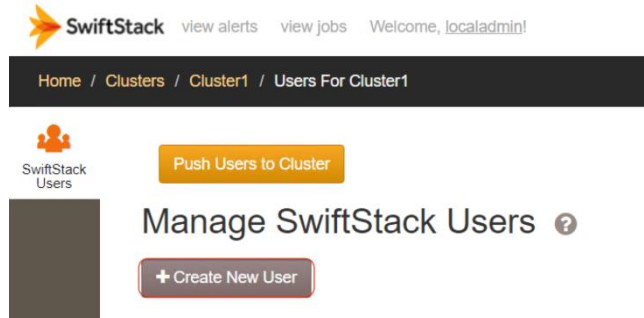 SwiftStack view alerts view jobs Welcome, localadmin!
Home / Clusters / Cluster1 / Users For Cluster1
SwiftStack
Users
Push Users to Cluster
Manage SwiftStack Users ?
+ Create New User